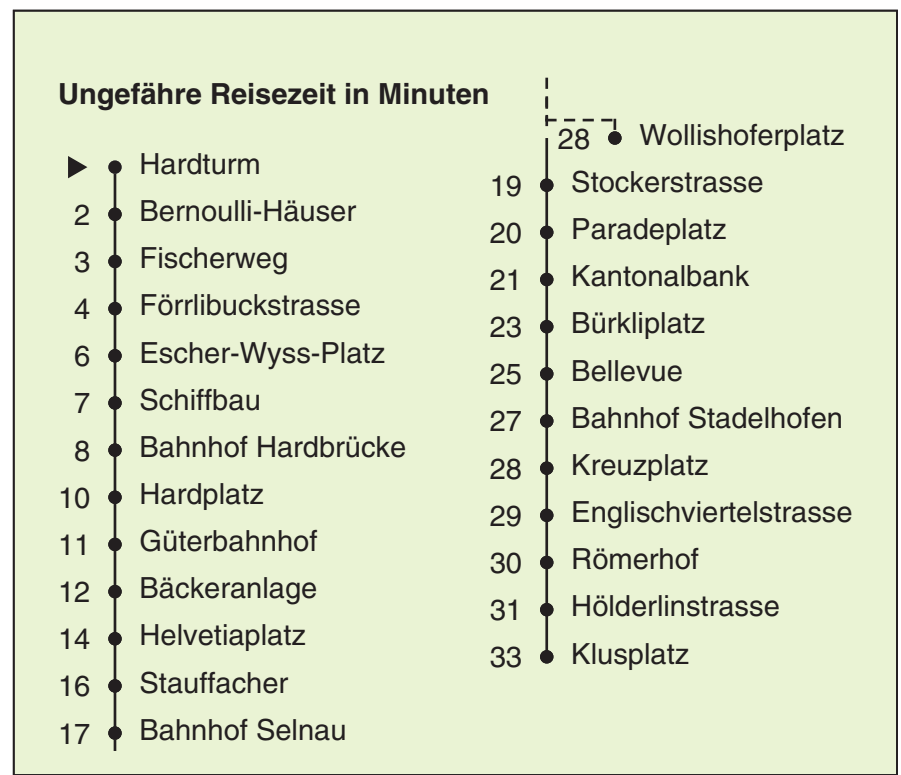 Ungefähre Reisezeit in Minuten
Hardturm
2 Bernoulli-Häuser
3 Fischerweg
4 Förrlibuckstrasse
6 Escher-Wyss-Platz
7 Schiffbau
8 Bahnhof Hardbrücke
10 Hardplatz
11 Güterbahnhof
12 Bäckeranlage
14 Helvetiaplatz
16 Stauffacher
17 Bahnhof Selnau
28 Wollishoferplatz
19 Stockerstrasse
20 Paradeplatz
21 Kantonalbank
23 Bürkliplatz
25 Bellevue
27 Bahnhof Stadelhofen
28 Kreuzplatz
29 Englischviertelstrasse
30 Römerhof
31 Hölderlinstrasse
33 Klusplatz